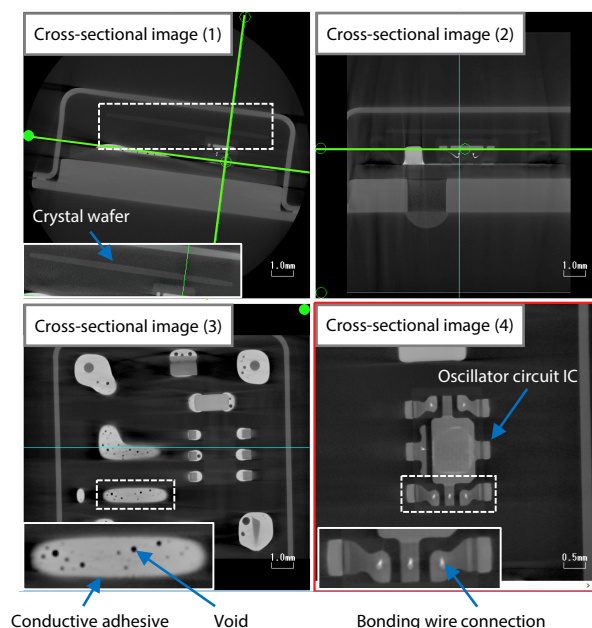 Cross-sectional image (1)
Cross-sectional image (2)
Crystal wafer
1.0mm
1.0mm
Cross-sectional image (3)
Cross-sectional image (4)
Oscillator circuit IC
1.0mm
0.5mm
Conductive adhesive
Void
Bonding wire connection